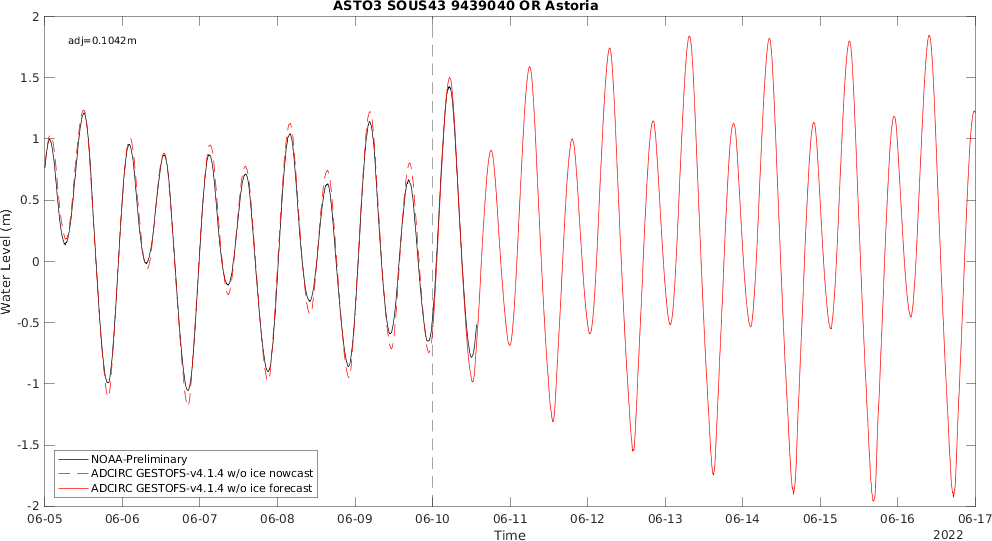 ASTO3 SOUS43 9439040 OR Astoria
adj=0.1042m
2
1.5
1
0.5
0
-0.5
-1
-1.5
-2
Water Level (m)
NOAA-Preliminary
ADCIRC GESTOFS-v4.1.4 w/o ice nowcast
ADCIRC GESTOFS-v4.1.4 w/o ice forecast
06-05 06-06 06-07 06-08 06-09 06-10 06-11 06-12 06-13 06-14 06-15 06-16 06-17
Time
2022